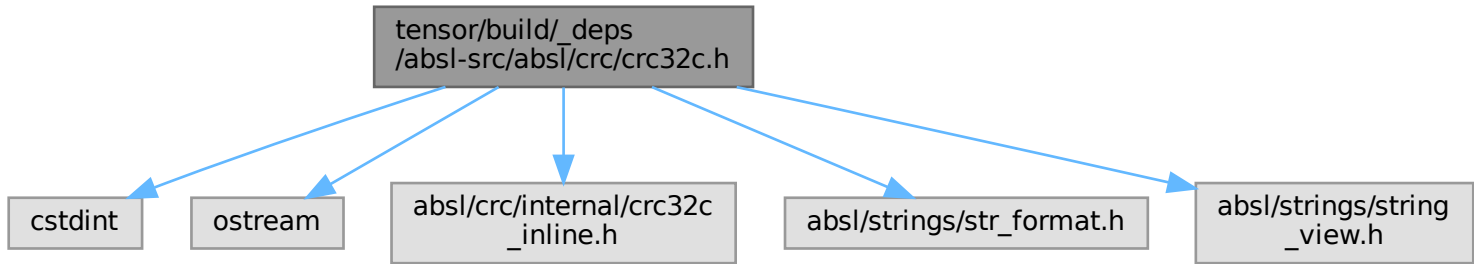 tensor/build/_deps
/absl-src/absl/crc/crc32c.h
cstdint
ostream
absl/crc/internal/crc32c
_inline.h
absl/strings/str_format.h
absl/strings/string
_view.h